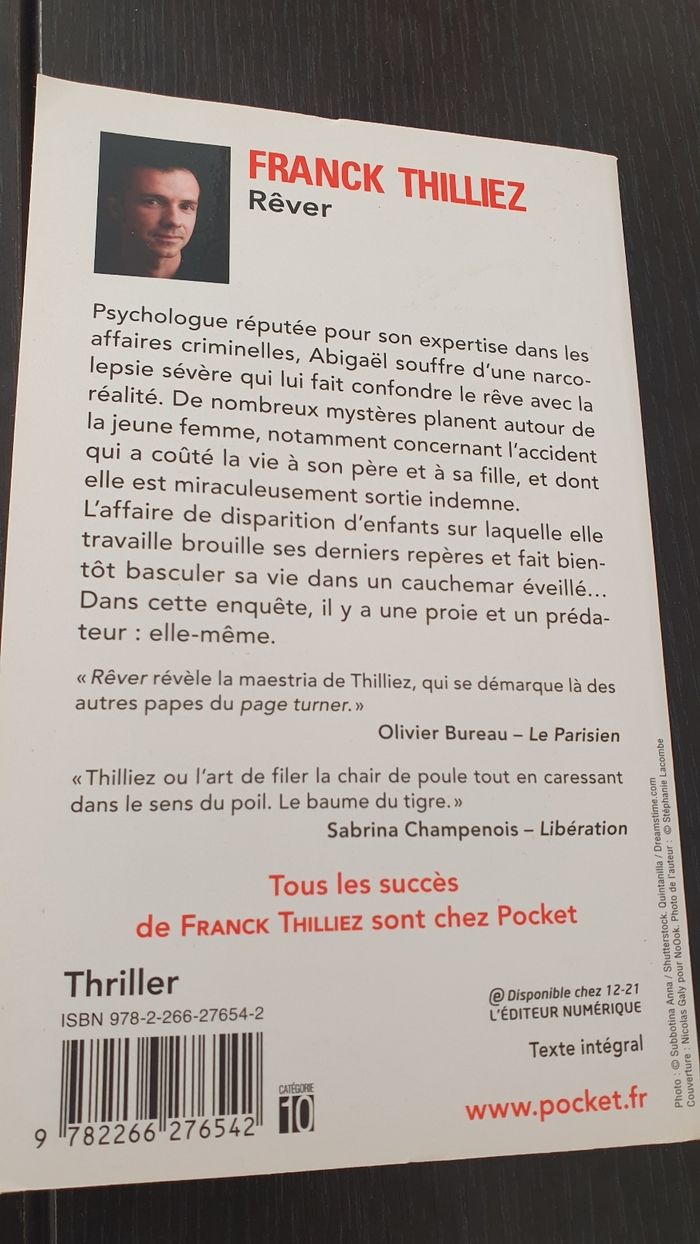 FRANCK THILLIEZ
Rêver
Psychologue réputée pour son expertise dans les
affaires criminelles, Abigaël souffre d'une narco-
lepsie sévère qui lui fait confondre le rêve avec la
réalité. De nombreux mystères planent autour de
la jeune femme, notamment concernant l'accident
qui a coûté la vie à son père et à sa fille, et dont
elle est miraculeusement sortie indemne.
L'affaire de disparition d'enfants sur laquelle elle
travaille brouille ses derniers repères et fait bien-
tôt basculer sa vie dans un cauchemar éveillé...
Dans cette enquête, il y a une proie et un préda-
teur : elle-même.
« Rêver révèle la maestria de Thilliez, qui se démarque là des
autres papes du page turner. »
Olivier Bureau – Le Parisien
« Thilliez ou l'art de filer la chair de poule tout en caressant
dans le sens du poil. Le baume du tigre. »
Sabrina Champenois – Libération
Tous les succès
de FRANCK THILLIEZ sont chez Pocket
Thriller
ISBN 978-2-266-27654-2
9 782266 276542
CATÉGORIE
10
@ Disponible chez 12-21
L'ÉDITEUR NUMÉRIQUE
Texte intégral
www.pocket.fr
Photo : © Subbotina Anna / Shutterstock. Quintanilla / Dreamstime.com
Couverture : Nicolas Galy pour NoOok. Photo de l'auteur : © Stéphanie Lacombe